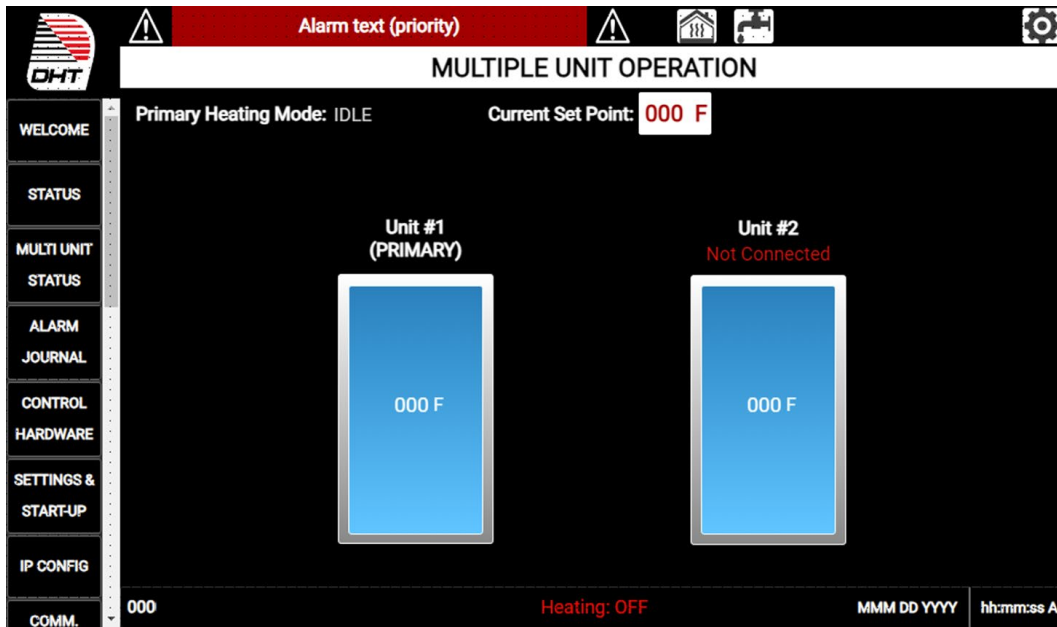 DHT
Alarm text (priority)
MULTIPLE UNIT OPERATION
WELCOME
STATUS
MULTI UNIT
STATUS
ALARM
JOURNAL
CONTROL
HARDWARE
SETTINGS &
START-UP
IP CONFIG
COMM.
Primary Heating Mode: IDLE
Current Set Point: 000 F
Unit #1
(PRIMARY)
000 F
Unit #2
Not Connected
000 F
000
Heating: OFF
MMM DD YYYY
hh:mm:ss A